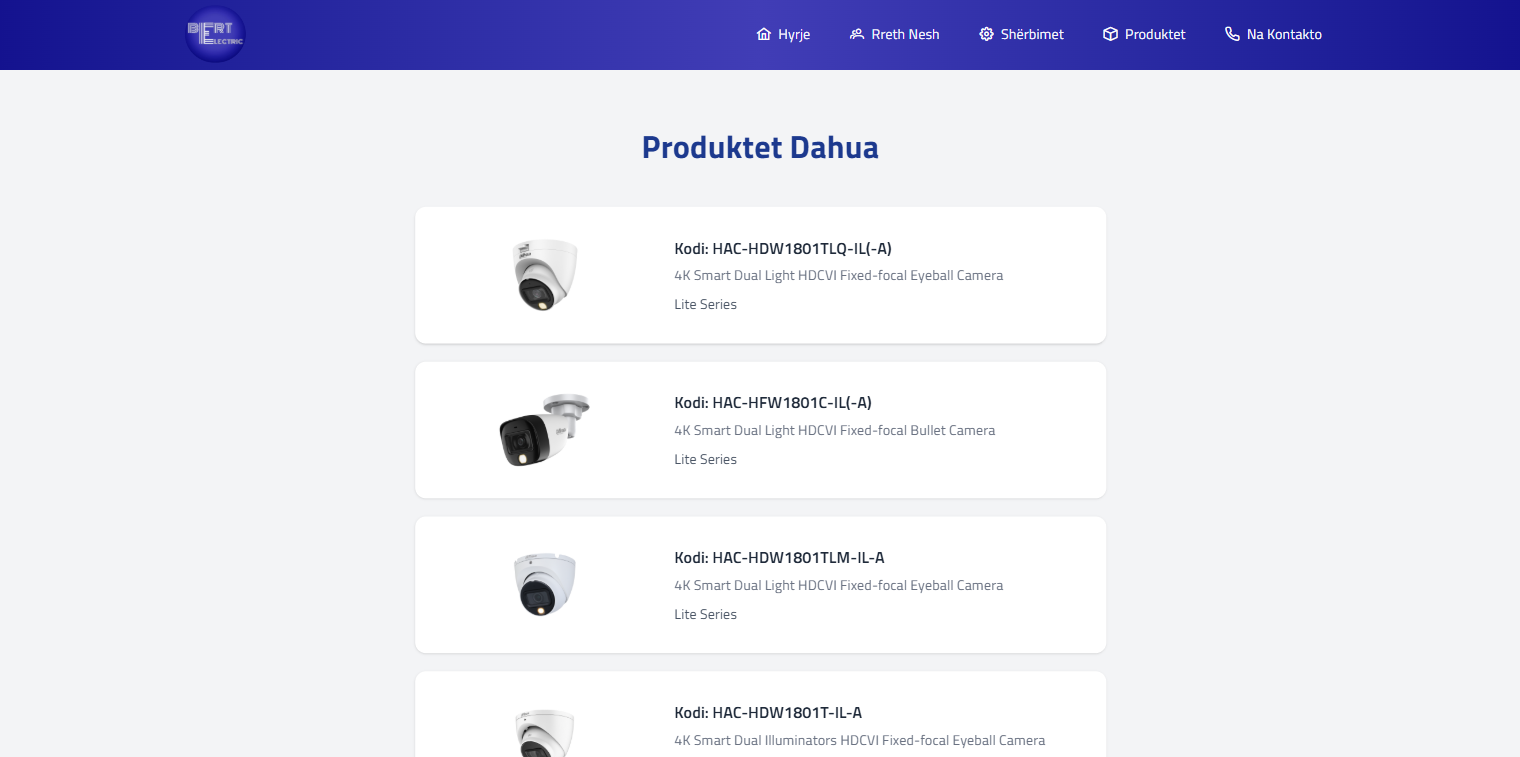 BERT
ELECTRIC
Hyrje
Rreth Nesh
Shërbimet
Produktet
Na Kontakto
Produktet Dahua
Kodi: HAC-HDW1801TLQ-IL(-A)
4K Smart Dual Light HDCVI Fixed-focal Eyeball Camera
Lite Series
Kodi: HAC-HFW1801C-IL(-A)
4K Smart Dual Light HDCVI Fixed-focal Bullet Camera
Lite Series
Kodi: HAC-HDW1801TLM-IL-A
4K Smart Dual Light HDCVI Fixed-focal Eyeball Camera
Lite Series
Kodi: HAC-HDW1801T-IL-A
4K Smart Dual Illuminators HDCVI Fixed-focal Eyeball Camera